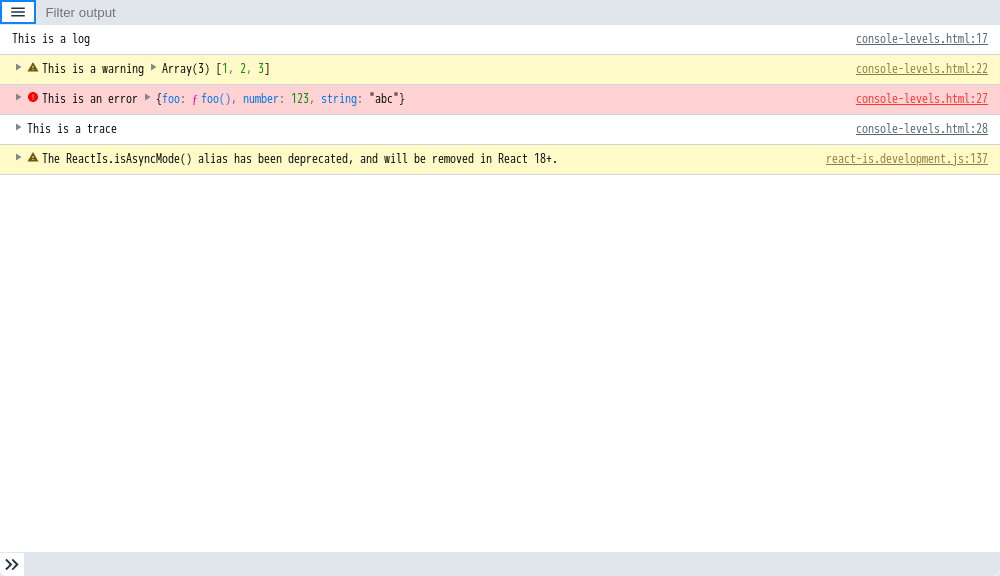 Filter output
This is a log console-levels.html:17
This is a warning Array(3) [1, 2, 3] console-levels.html:22
This is an error {foo: ƒ foo(), number: 123, string: "abc"} console-levels.html:27
This is a trace console-levels.html:28
The ReactIs.isAsyncMode() alias has been deprecated, and will be removed in React 18+. react-is.development.js:137